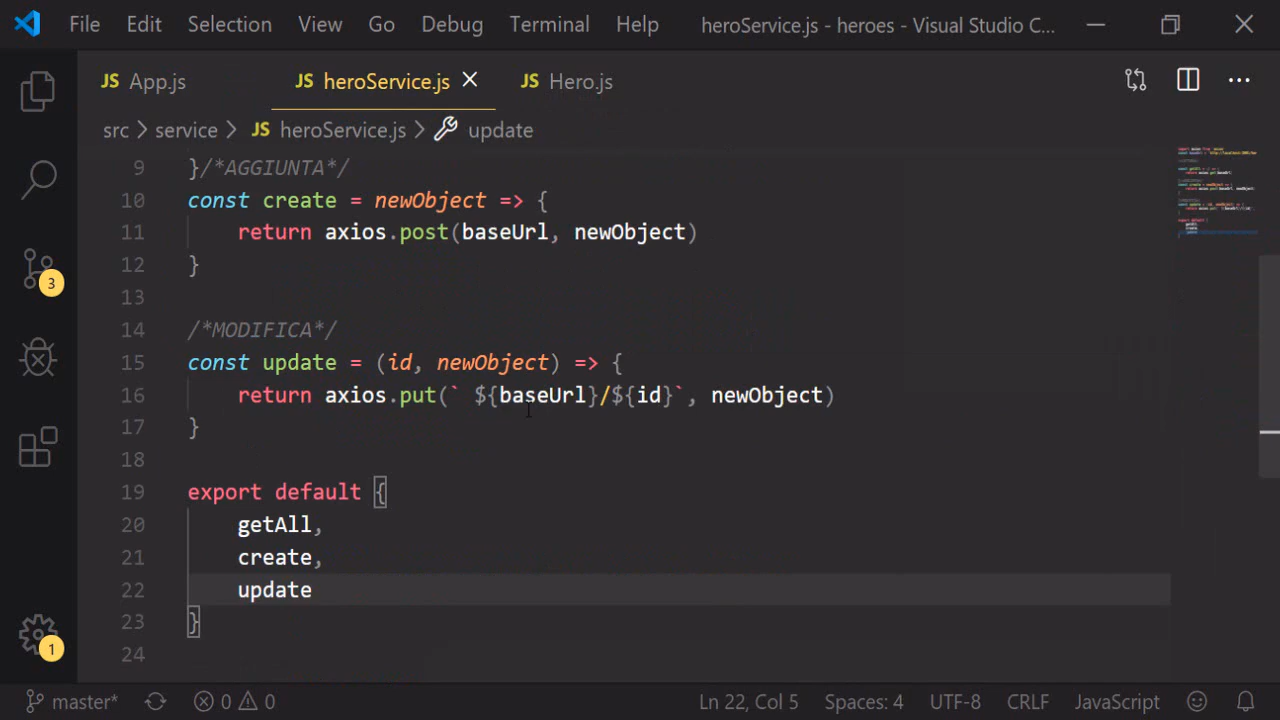 File Edit Selection View Go Debug Terminal Help heroService.js - heroes - Visual Studio C...
JS App.js JS heroService.js JS Hero.js
src > service > JS heroService.js > update
9 }/*AGGIUNTA*/
10 const create = newObject => {
11 return axios.post(baseUrl, newObject)
12 }
13
14 /*MODIFICA*/
15 const update = (id, newObject) => {
16 return axios.put(` ${baseUrl}/${id}`, newObject)
17 }
18
19 export default {
20 getAll,
21 create,
22 update
23 }
24
3
1
master* 0 0 Ln 22, Col 5 Spaces: 4 UTF-8 CRLF JavaScript